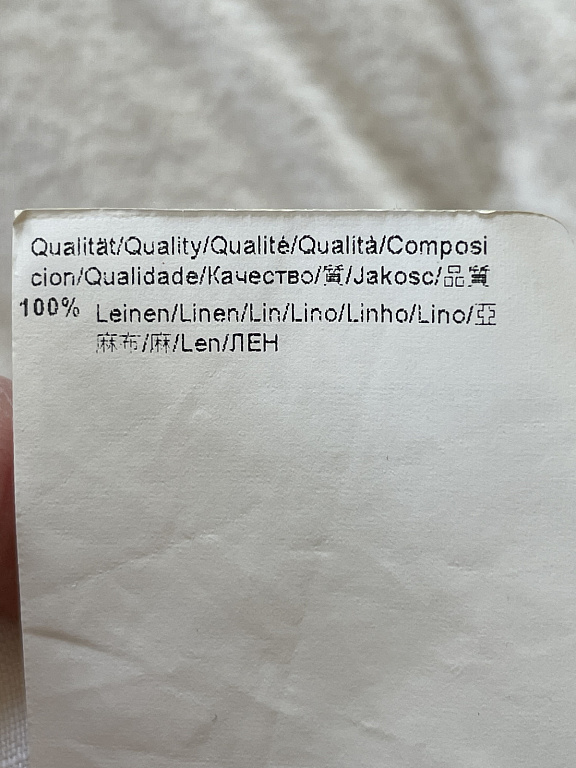 Qualität/Quality/Qualité/Qualità/Composi
cion/Qualidade/Качество/質/Jakosc/品質
100% Leinen/Linen/Lin/Lino/Linho/Lino/亞
麻布/麻/Len/ЛЕН